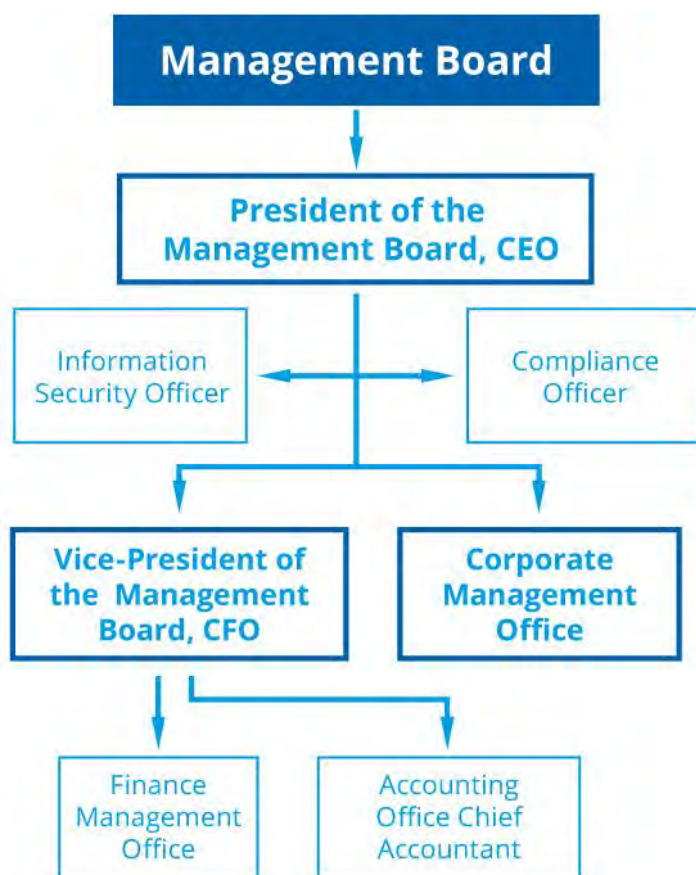 Management Board
President of the
Management Board, CEO
Information
Security Officer
Compliance
Officer
Vice-President of
the Management
Board, CFO
Corporate
Management
Office
Finance
Management
Office
Accounting
Office Chief
Accountant